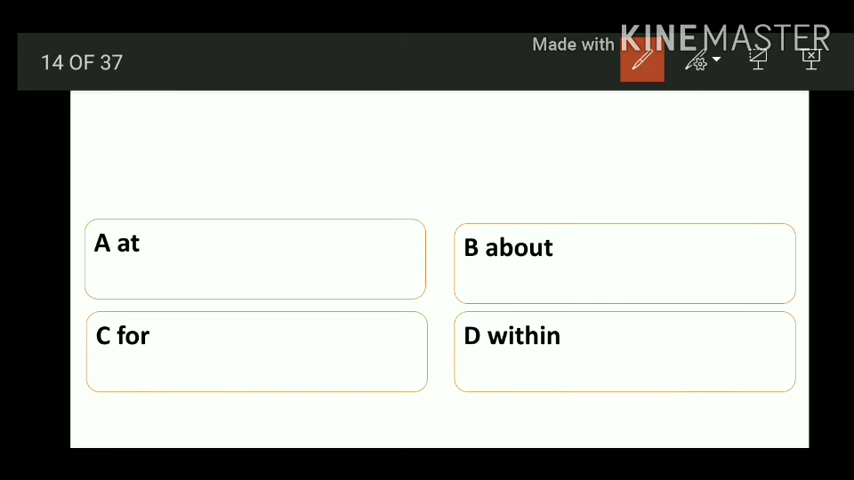 Made with KINEMASTER
14 OF 37
A at
B about
C for
D within